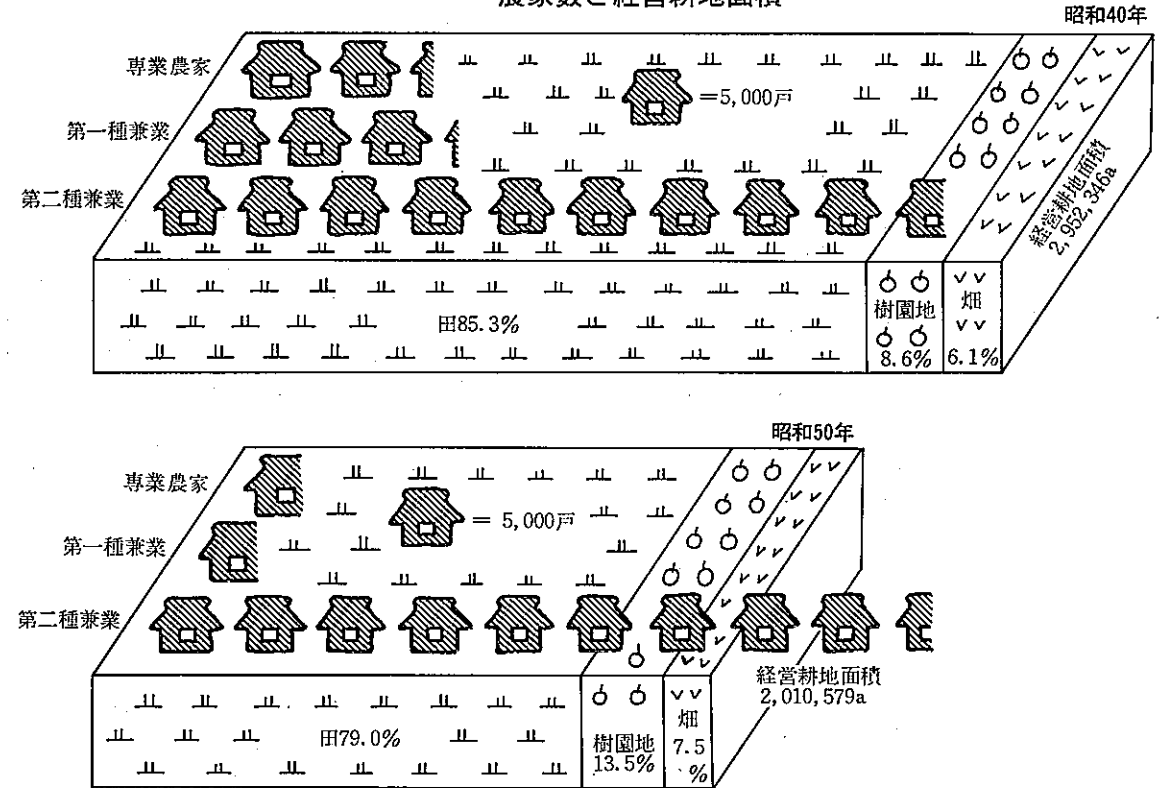 農家数と経営耕地面積
昭和40年
専業農家
=5,000戸
第一種兼業
第二種兼業
経営耕地面積
2,952,346a
田85.3%
樹園地
8.6%
畑
6.1%
昭和50年
専業農家
= 5,000戸
第一種兼業
第二種兼業
経営耕地面積
2,010,579a
田79.0%
樹園地
13.5%
畑
7.5
%